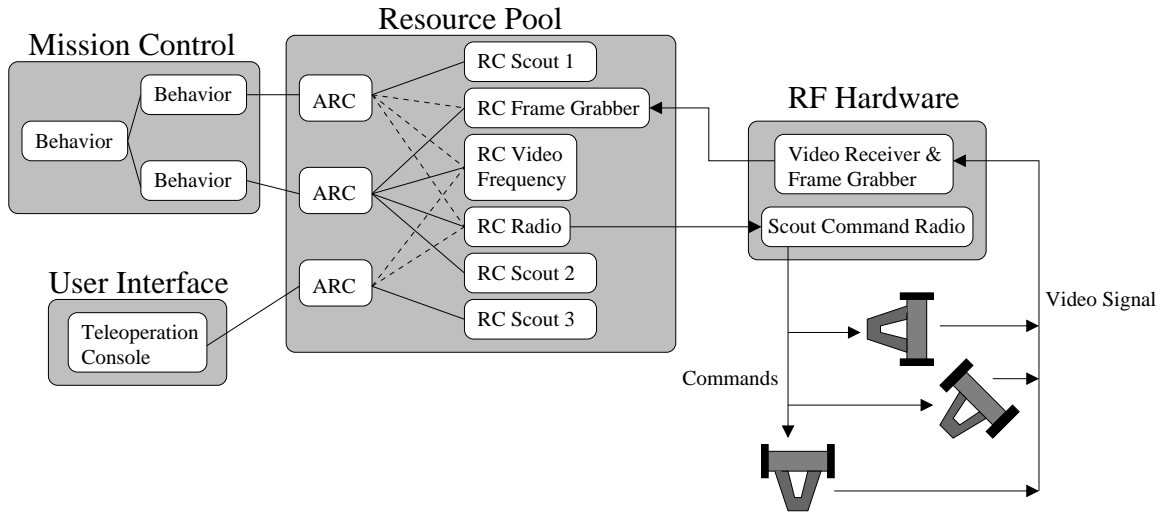 Mission Control
Behavior
Behavior
Behavior
User Interface
Teleoperation
Console
Resource Pool
ARC
ARC
ARC
RC Scout 1
RC Frame Grabber
RC Video
Frequency
RC Radio
RC Scout 2
RC Scout 3
RF Hardware
Video Receiver &
Frame Grabber
Scout Command Radio
Video Signal
Commands